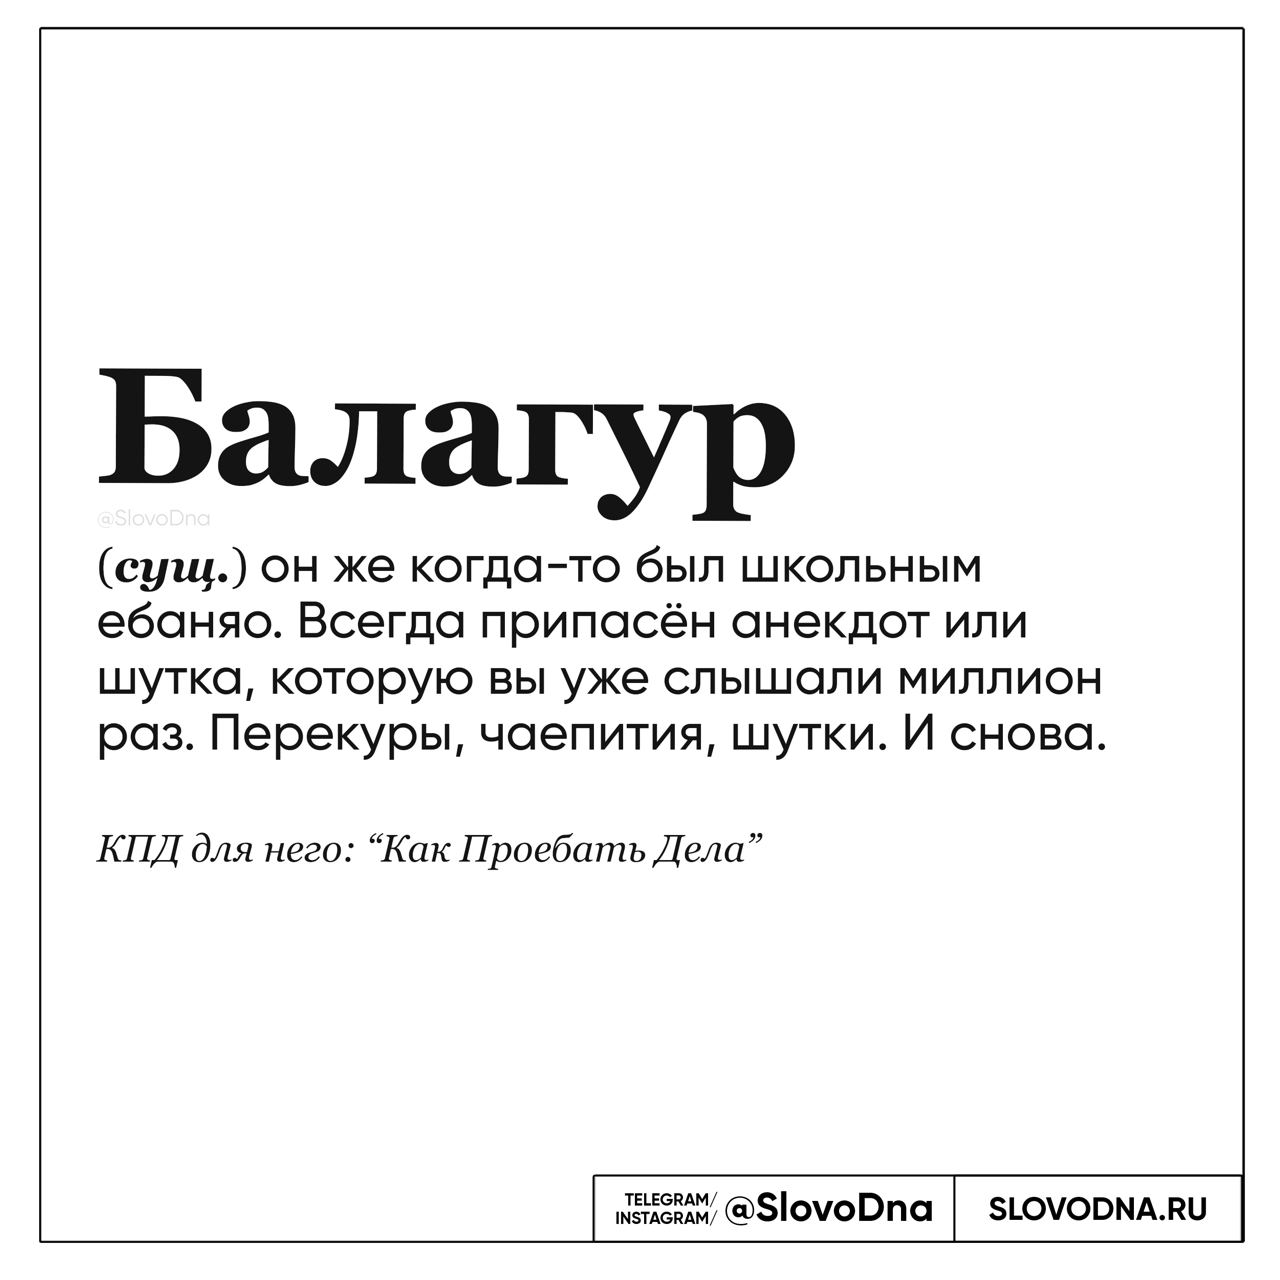 Балагур
@SlovoDna
(сущ.) он же когда-то был школьным
ебаняо. Всегда припасён анекдот или
шутка, которую вы уже слышали миллион
раз. Перекуры, чаепития, шутки. И снова.
КПД для него: “Как Проебать Дела”
TELEGRAM/
INSTAGRAM/
@SlovoDna
SLOVODNA.RU